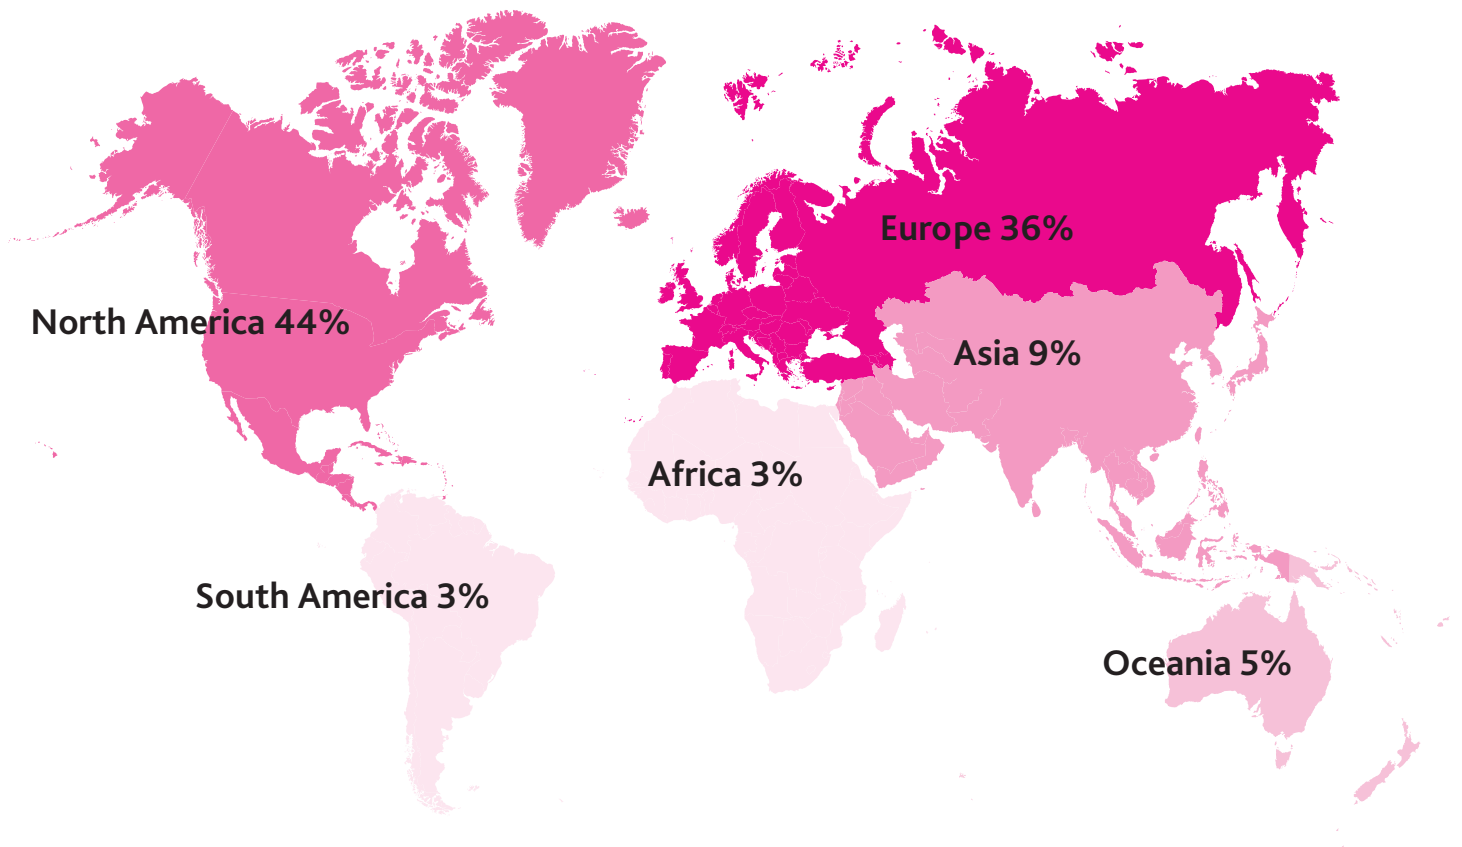 Europe 36%
North America 44%
Asia 9%
Africa 3%
South America 3%
Oceania 5%